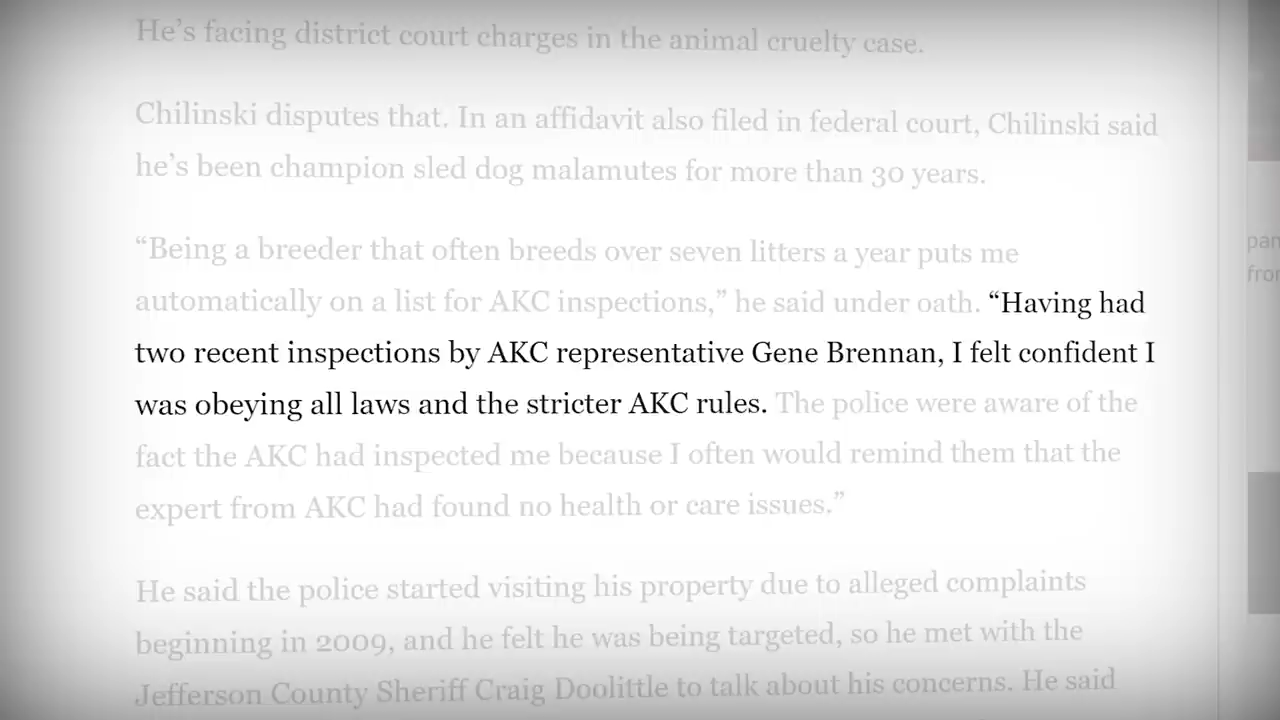 He’s facing district court charges in the animal cruelty case.
Chilinski disputes that. In an affidavit also filed in federal court, Chilinski said
he’s been champion sled dog malamutes for more than 30 years.
“Being a breeder that often breeds over seven litters a year puts me
automatically on a list for AKC inspections,” he said under oath. “Having had
two recent inspections by AKC representative Gene Brennan, I felt confident I
was obeying all laws and the stricter AKC rules. The police were aware of the
fact the AKC had inspected me because I often would remind them that the
expert from AKC had found no health or care issues.”
He said the police started visiting his property due to alleged complaints
beginning in 2009, and he felt he was being targeted, so he met with the
Jefferson County Sheriff Craig Doolittle to talk about his concerns. He said